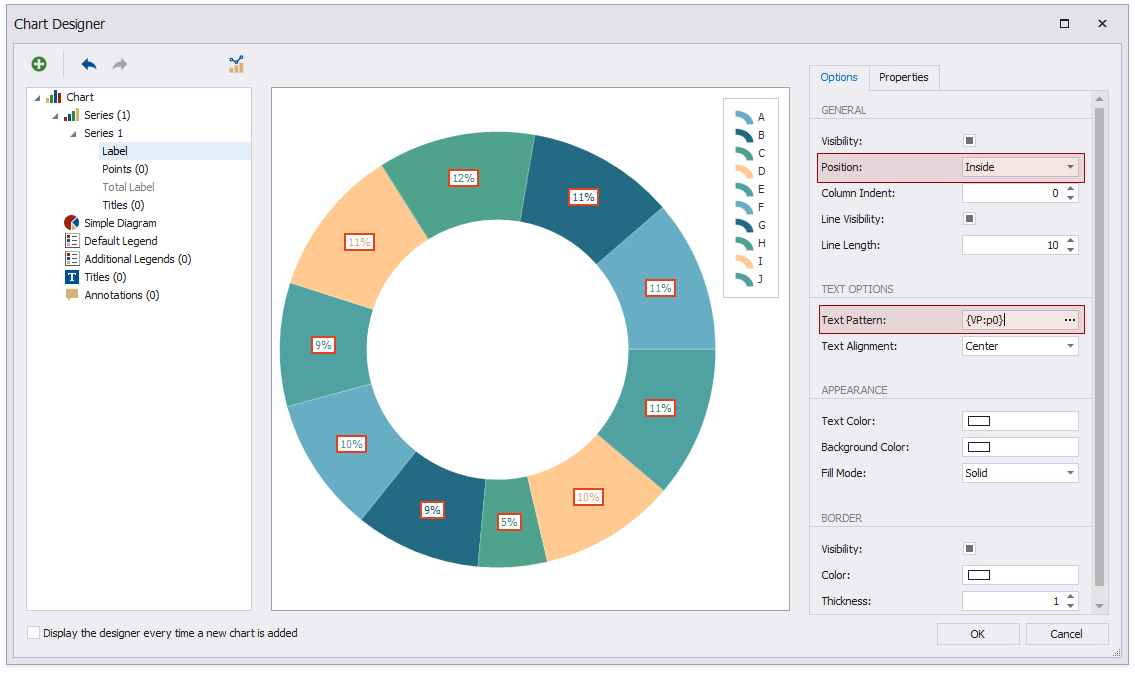 Chart Designer
Chart
Series (1)
Series 1
Label
Points (0)
Total Label
Titles (0)
Simple Diagram
Default Legend
Additional Legends (0)
T Titles (0)
Annotations (0)
12%
11%
11%
11%
9%
11%
10%
10%
9%
5%
A
B
C
D
E
F
G
H
I
J
Options Properties
GENERAL
Visibility:
Position: Inside
Column Indent: 0
Line Visibility:
Line Length: 10
TEXT OPTIONS
Text Pattern: {VP:p0} ...
Text Alignment: Center
APPEARANCE
Text Color:
Background Color:
Fill Mode: Solid
BORDER
Visibility:
Color:
Thickness: 1
Display the designer every time a new chart is added
OK Cancel